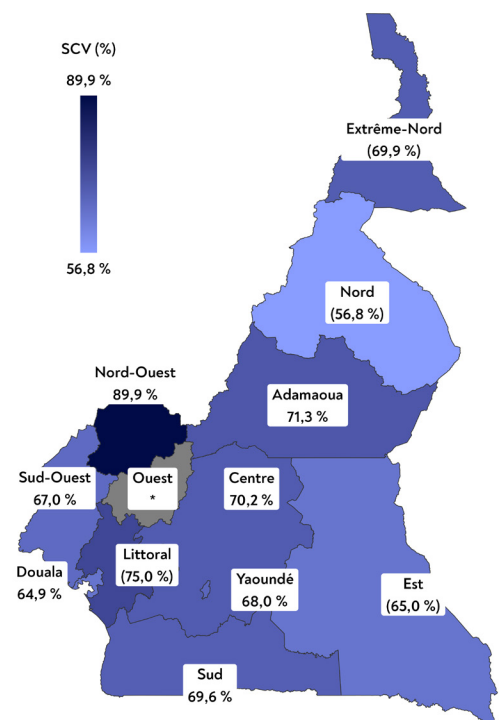 SCV (%)
89,9 %
56,8 %
Extrême-Nord
(69,9 %)
Nord
(56,8 %)
Nord-Ouest
89,9 %
Adamaoua
71,3 %
Sud-Ouest
67,0 %
Ouest
*
Centre
70,2 %
Littoral
(75,0 %)
Douala
64,9 %
Yaoundé
68,0 %
Est
(65,0 %)
Sud
69,6 %